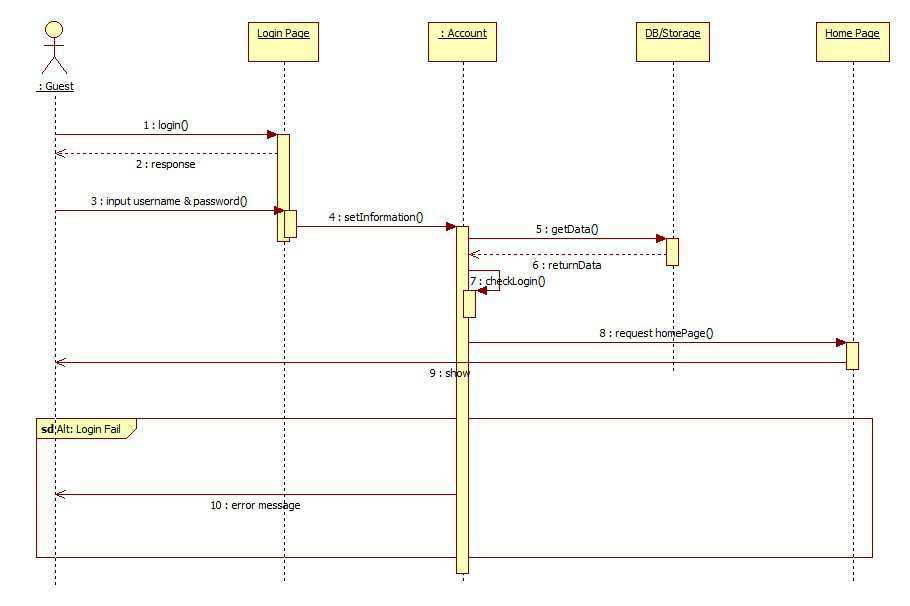 Login Page
: Account
DB/Storage
Home Page
: Guest
1 : login()
2 : response
3 : input username & password()
4 : setInformation()
5 : getData()
6 : returnData
7 : checkLogin()
8 : request homePage()
9 : show
sd Alt: Login Fail
10 : error message